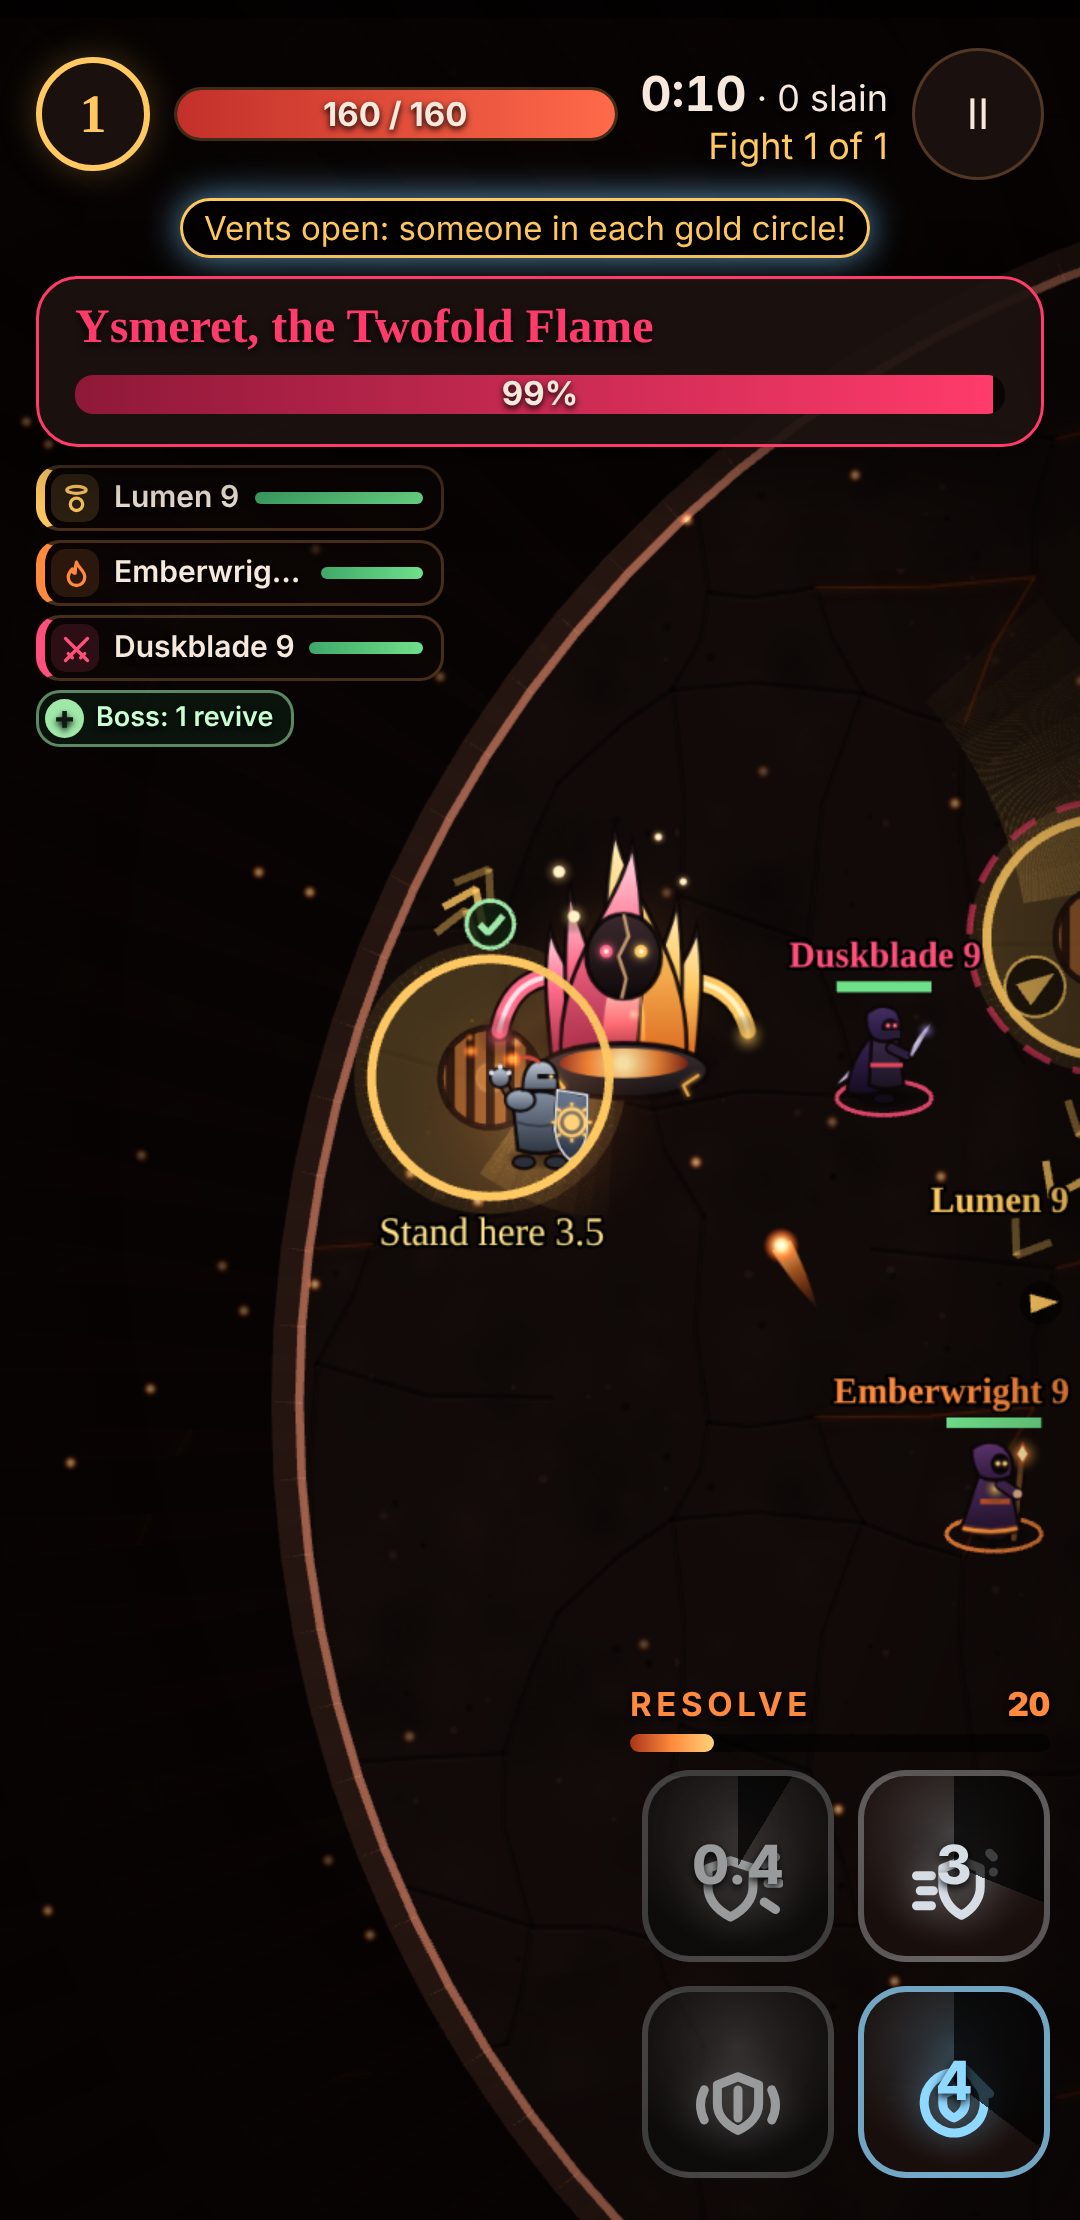 1
160 / 160
0:10 · 0 slain
Fight 1 of 1
Vents open: someone in each gold circle!
Ysmeret, the Twofold Flame
99%
Lumen 9
Emberwrig...
Duskblade 9
Boss: 1 revive
Duskblade 9
Stand here 3.5
Lumen 9
Emberwright 9
RESOLVE 20
0.4
3
4